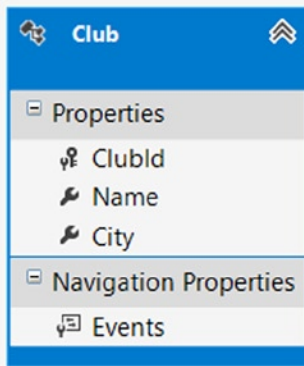 Club
Properties
ClubId
Name
City
Navigation Properties
Events